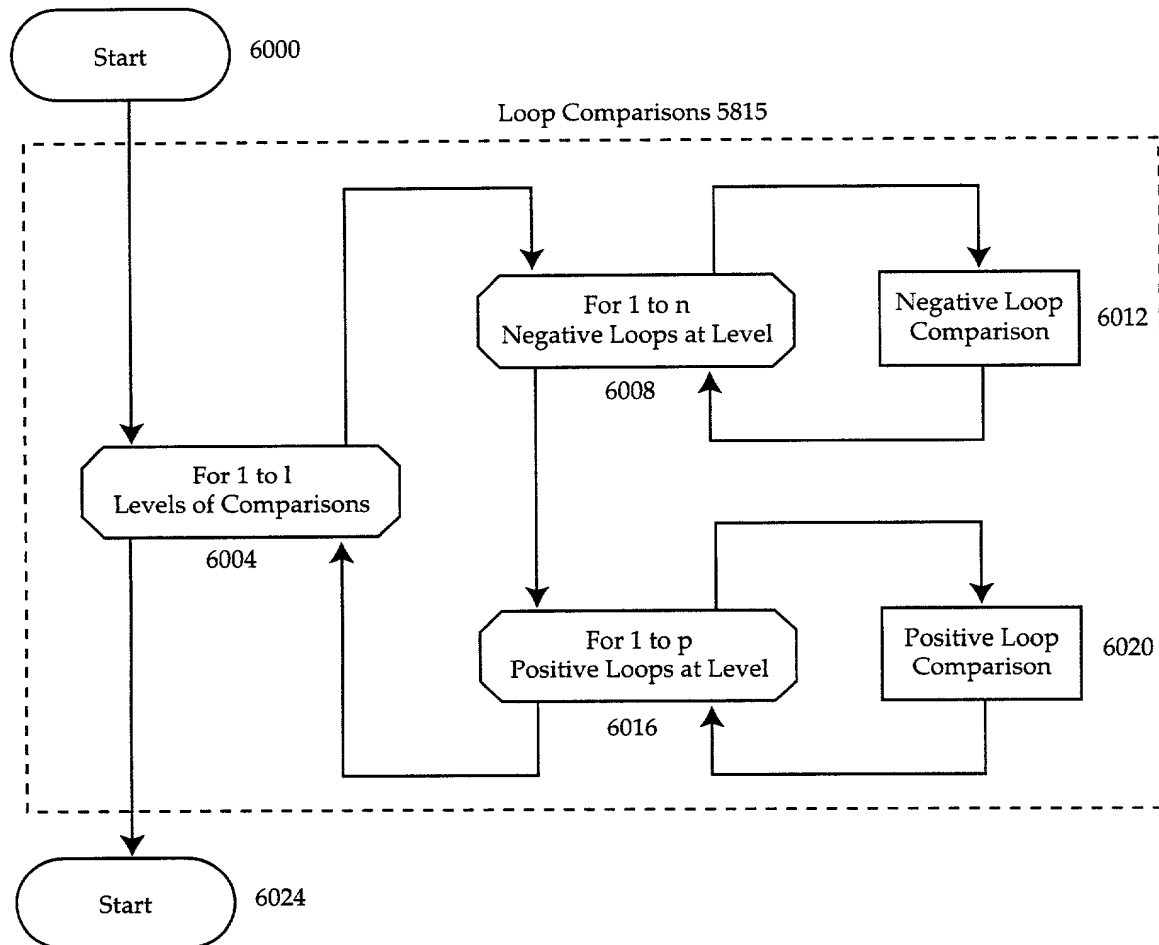 Start
6000
Loop Comparisons 5815
For 1 to n
Negative Loops at Level
6008
Negative Loop
Comparison
6012
For 1 to l
Levels of Comparisons
6004
For 1 to p
Positive Loops at Level
6016
Positive Loop
Comparison
6020
Start
6024